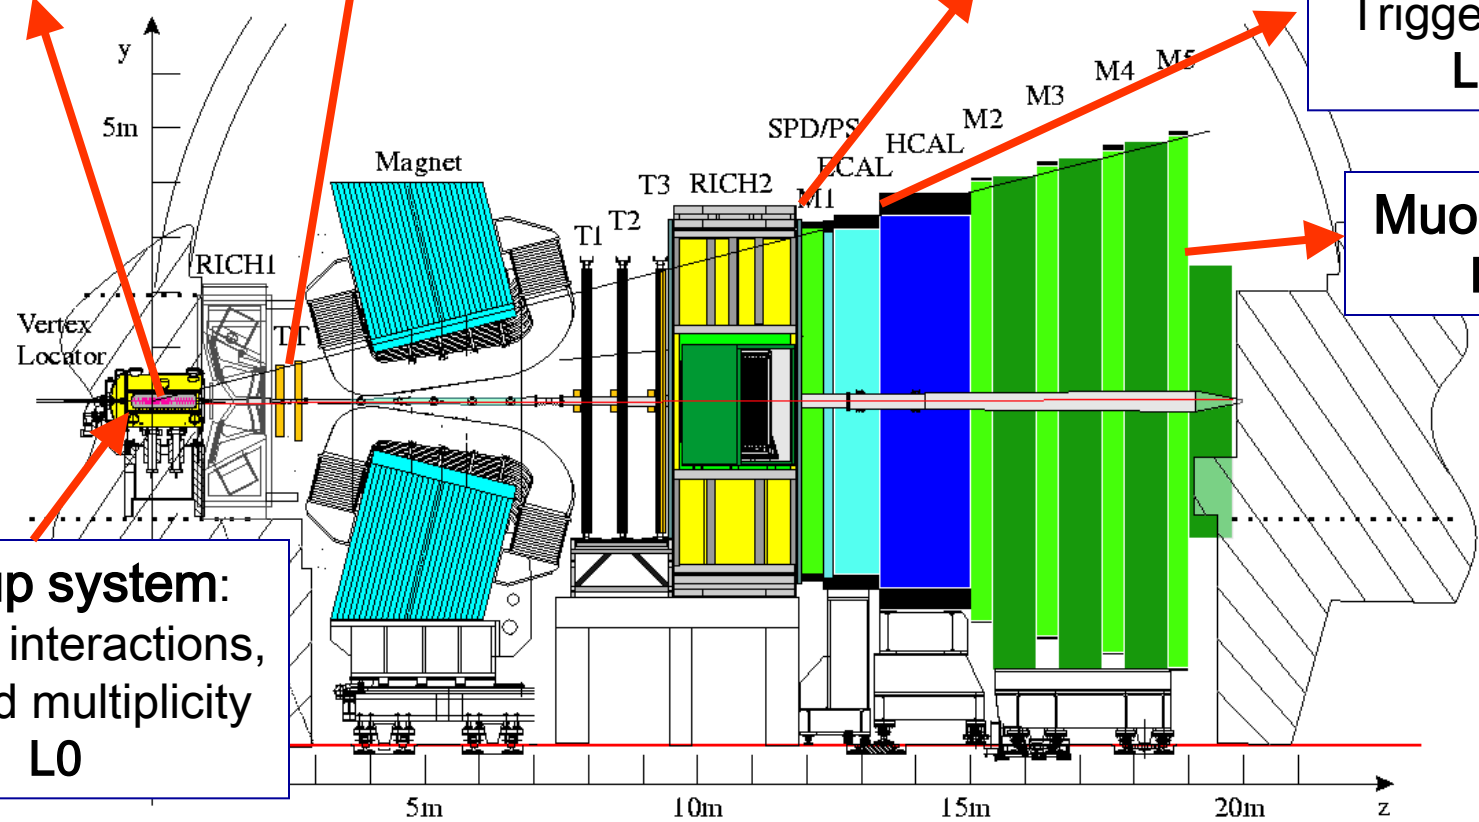 y
5m
Vertex
Locator
RICH1
TT
Magnet
T1
T2
T3
RICH2
SPD/PS
M1
ECAL
HCAL
M2
M3
M4
M5
system:
interactions,
multiplicity
L0
5m
10m
15m
20m
z